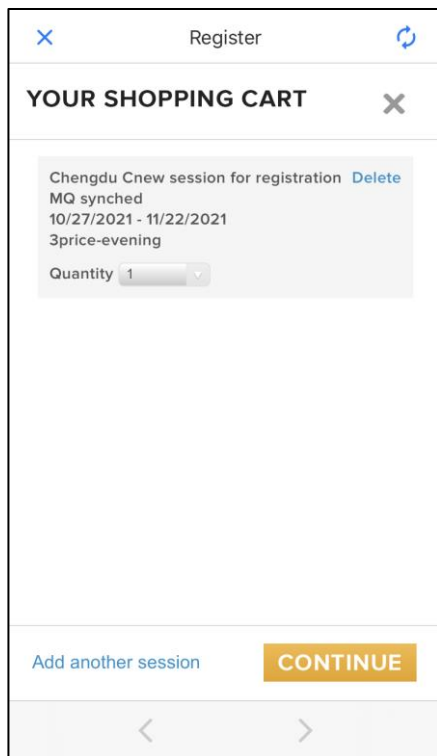 Register
YOUR SHOPPING CART
Chengdu Cnew session for registration Delete
MQ synched
10/27/2021 - 11/22/2021
3price-evening
Quantity 1
Add another session CONTINUE